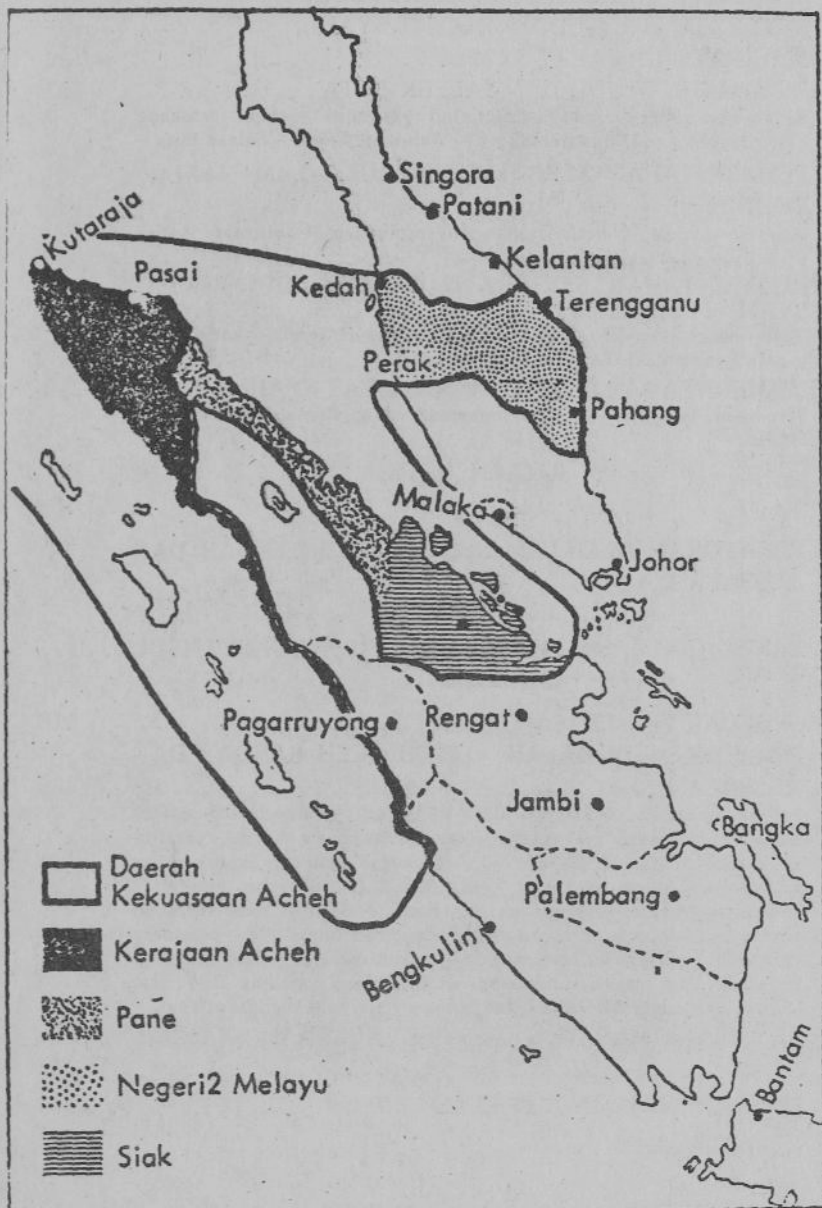 Singora
Patani
Kutaraja
Kelantan
Pasai
Kedah
Terengganu
Perak
Pahang
Malaka
Johor
Pagarruyong
Rengat
Jambi
Bangka
Palembang
Bengkulin
Bantam
Daerah
Kekuasaan Acheh
Kerajaan Acheh
Pane
Negeri2 Melayu
Siak